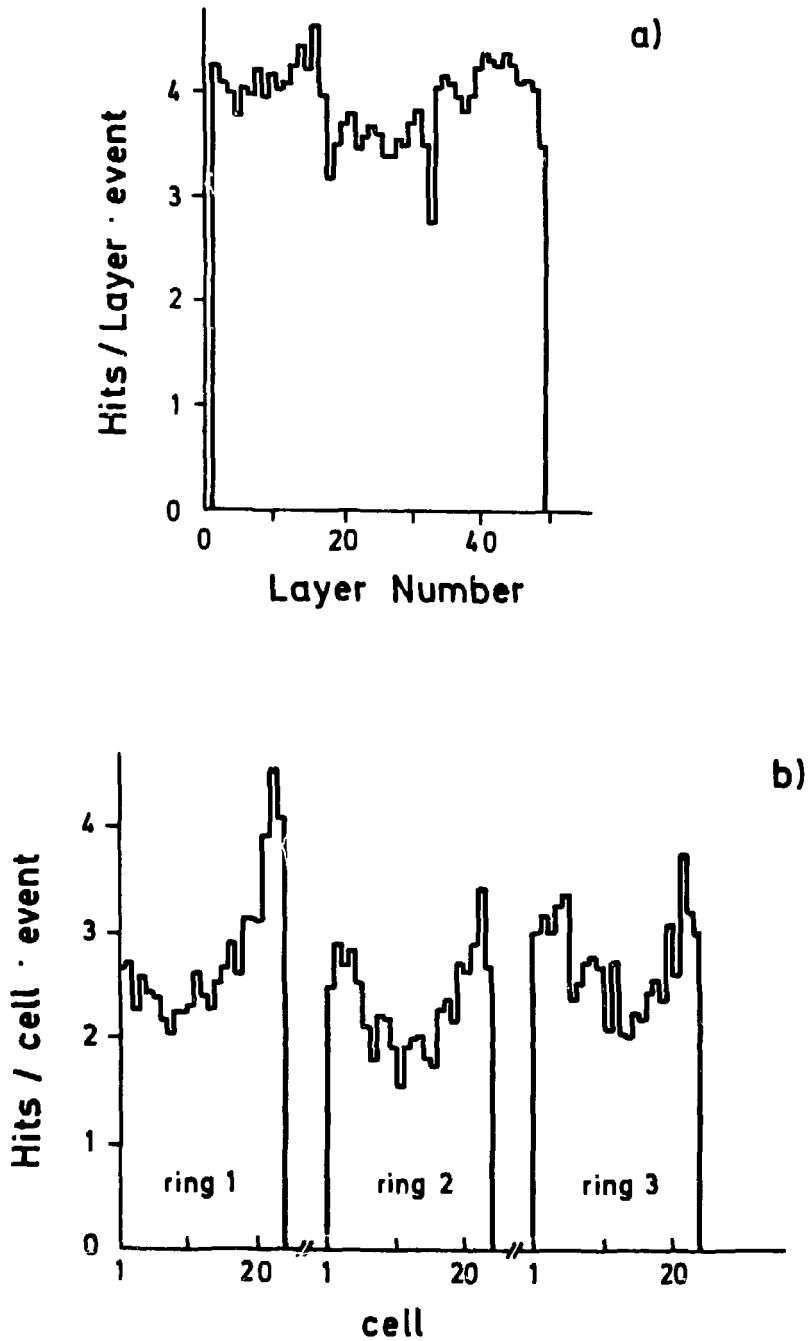 a)
4
3
2
1
0
Hits / Layer · event
0 20 40
Layer Number
b)
4
3
2
1
0
Hits / cell · event
ring 1 ring 2 ring 3
1 20 1 20 1 20
cell